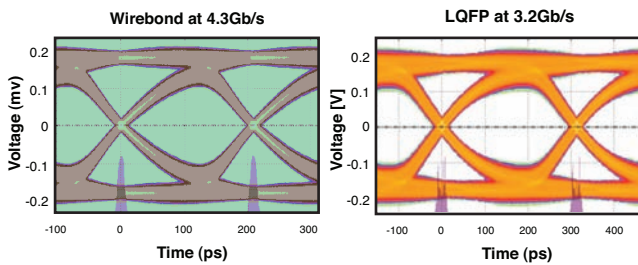 Wirebond at 4.3Gb/s
Voltage (mv)
0.2
0.1
0
-0.1
-0.2
-100 0 100 200 300
Time (ps)
LQFP at 3.2Gb/s
Voltage [V]
0.2
0.1
0
-0.1
-0.2
-100 0 100 200 300 400
Time (ps)